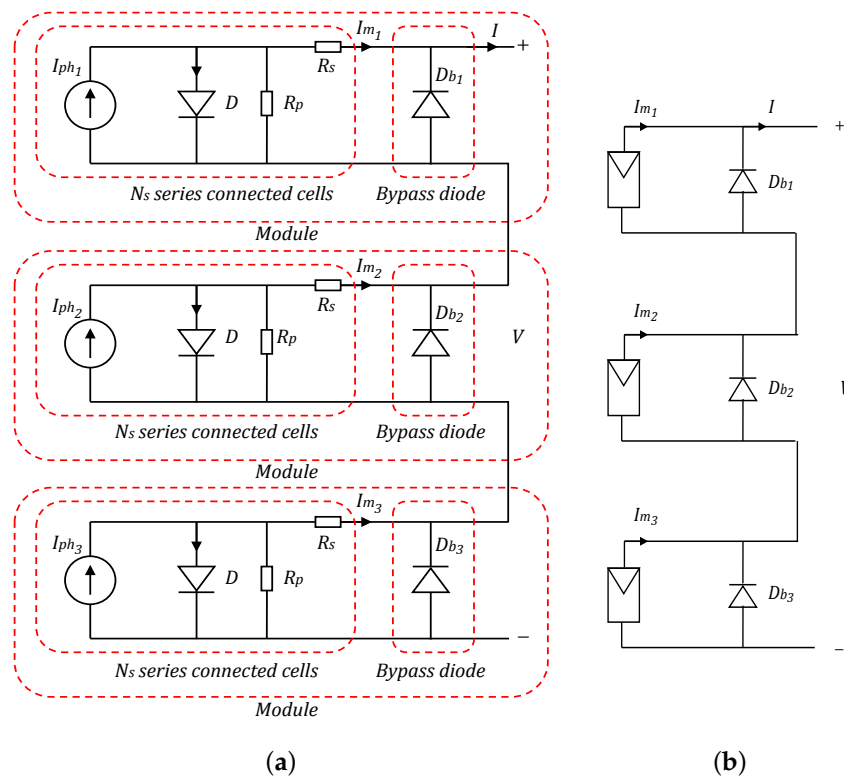 I_ph1
D
R_p
R_s
I_m1
D_b1
I
+
N_s series connected cells
Bypass diode
Module
I_ph2
D
R_p
R_s
I_m2
D_b2
V
N_s series connected cells
Bypass diode
Module
I_ph3
D
R_p
R_s
I_m3
D_b3
−
N_s series connected cells
Bypass diode
Module
(a)
I_m1
I
+
D_b1
I_m2
D_b2
I_m3
D_b3
−
(b)